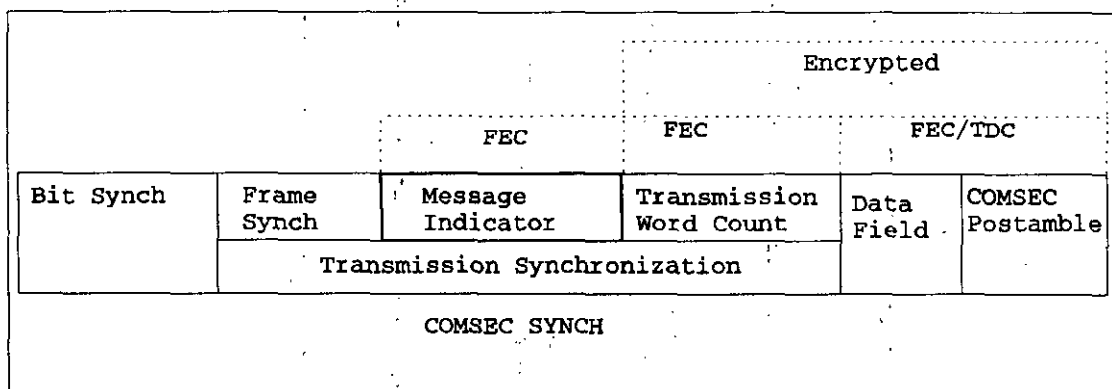 Encrypted
FEC FEC FEC/TDC
Bit Synch Frame Synch Message Indicator Transmission Word Count Data Field COMSEC Postamble
Transmission Synchronization
COMSEC SYNCH